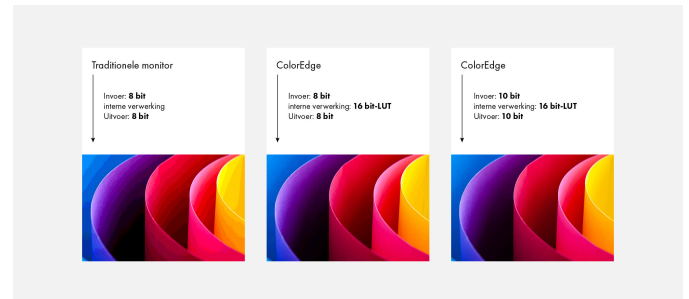 Traditionele monitor
Invoer: 8 bit
interne verwerking
Uitvoer: 8 bit
ColorEdge
Invoer: 8 bit
interne verwerking: 16 bit-LUT
Uitvoer: 8 bit
ColorEdge
Invoer: 10 bit
interne verwerking: 16 bit-LUT
Uitvoer: 10 bit